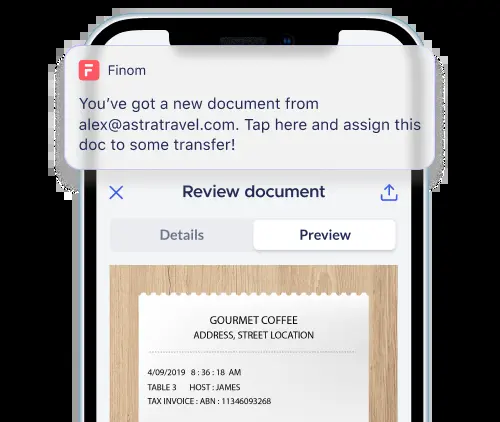 Finom
You’ve got a new document from
alex@astratravel.com. Tap here and assign this
doc to some transfer!
Review document
Details
Preview
GOURMET COFFEE
ADDRESS, STREET LOCATION
4/09/2019 8 : 36 : 18 AM
TABLE 3 HOST : JAMES
TAX INVOICE : ABN : 11346093268